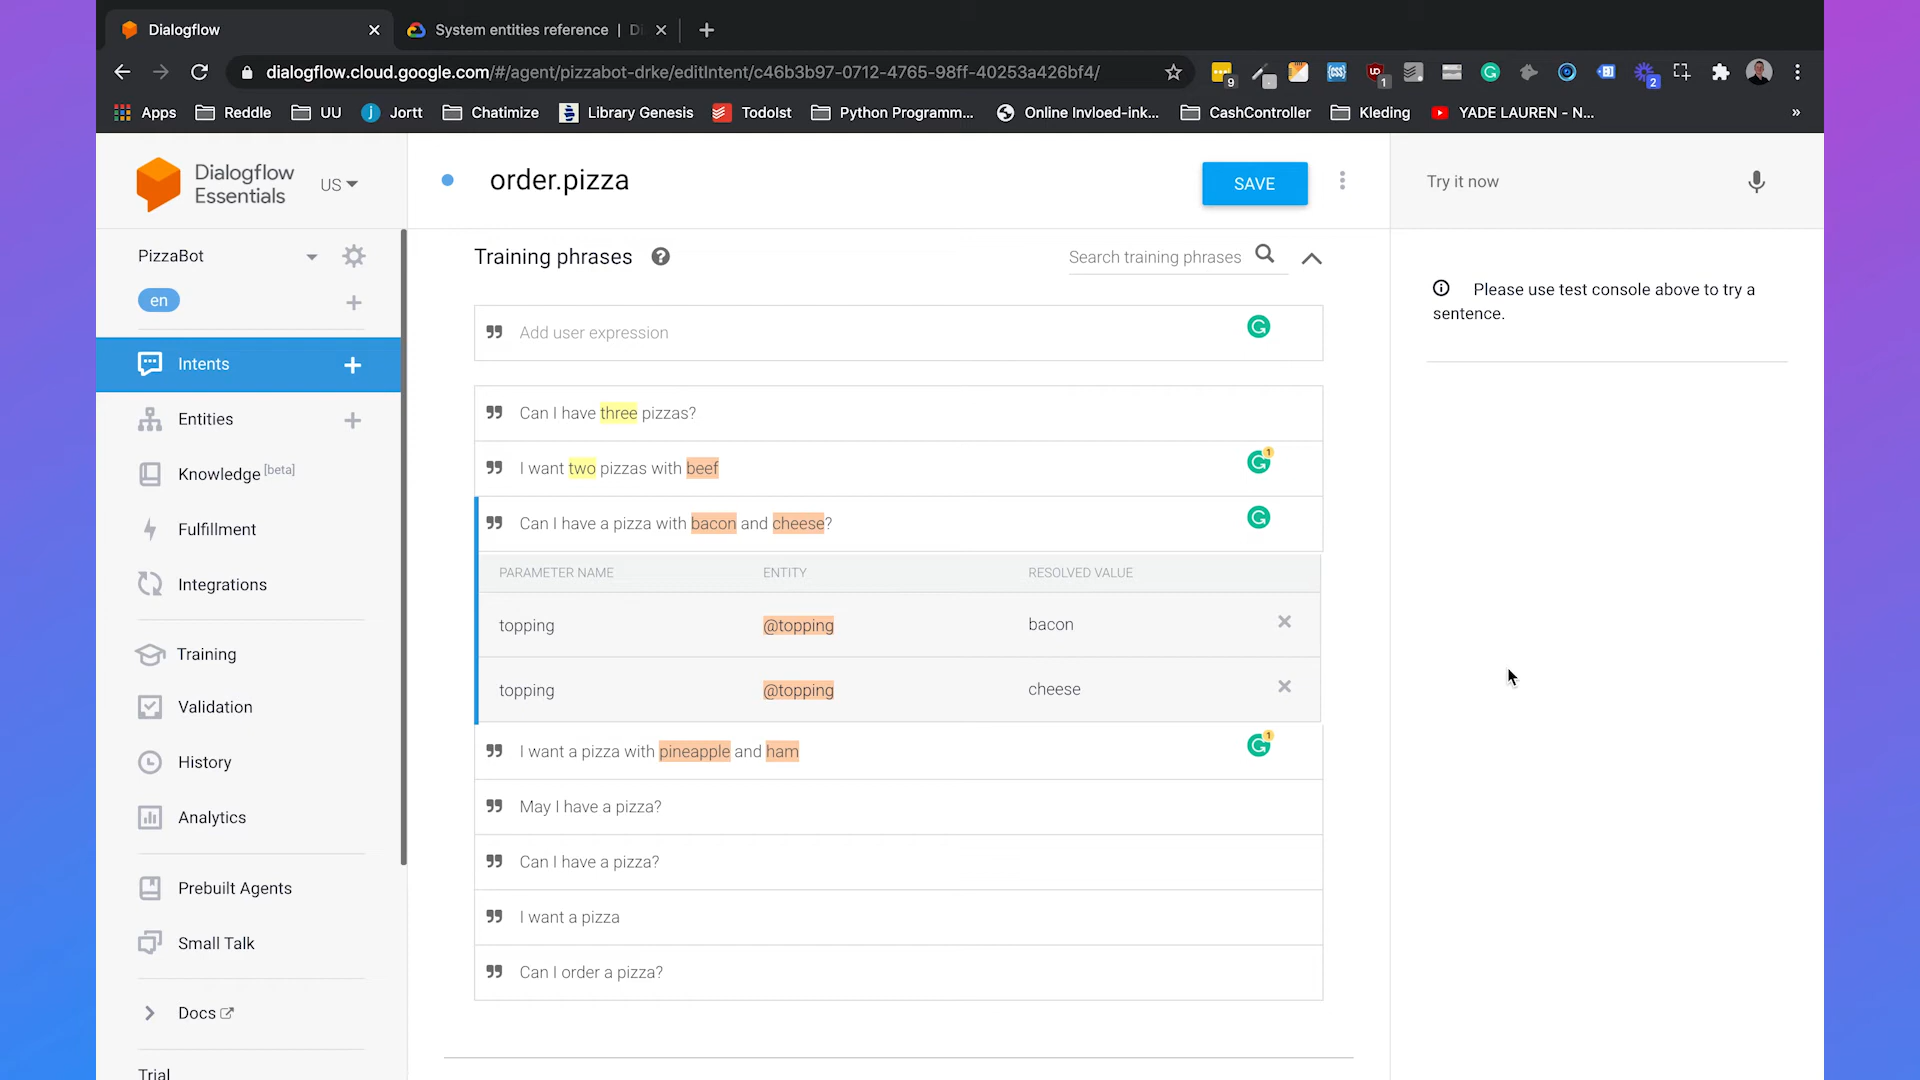 Dialogflow
System entities reference | Di
dialogflow.cloud.google.com/#/agent/pizzabot-drke/editIntent/c46b3b97-0712-4765-98ff-40253a426bf4/
9
1
2
Apps
Reddle
UU
Jortt
Chatimize
Library Genesis
TodoIst
Python Programm...
Online Invloed-ink...
CashController
Kleding
YADE LAUREN - N...
»
Dialogflow
Essentials
US
order.pizza
SAVE
Try it now
PizzaBot
en
Intents
Entities
Knowledge [beta]
Fulfillment
Integrations
Training
Validation
History
Analytics
Prebuilt Agents
Small Talk
Docs
Trial
Training phrases
Search training phrases
Add user expression
Can I have three pizzas?
I want two pizzas with beef
1
Can I have a pizza with bacon and cheese?
PARAMETER NAME ENTITY RESOLVED VALUE
topping @topping bacon
topping @topping cheese
I want a pizza with pineapple and ham
1
May I have a pizza?
Can I have a pizza?
I want a pizza
Can I order a pizza?
Please use test console above to try a
sentence.